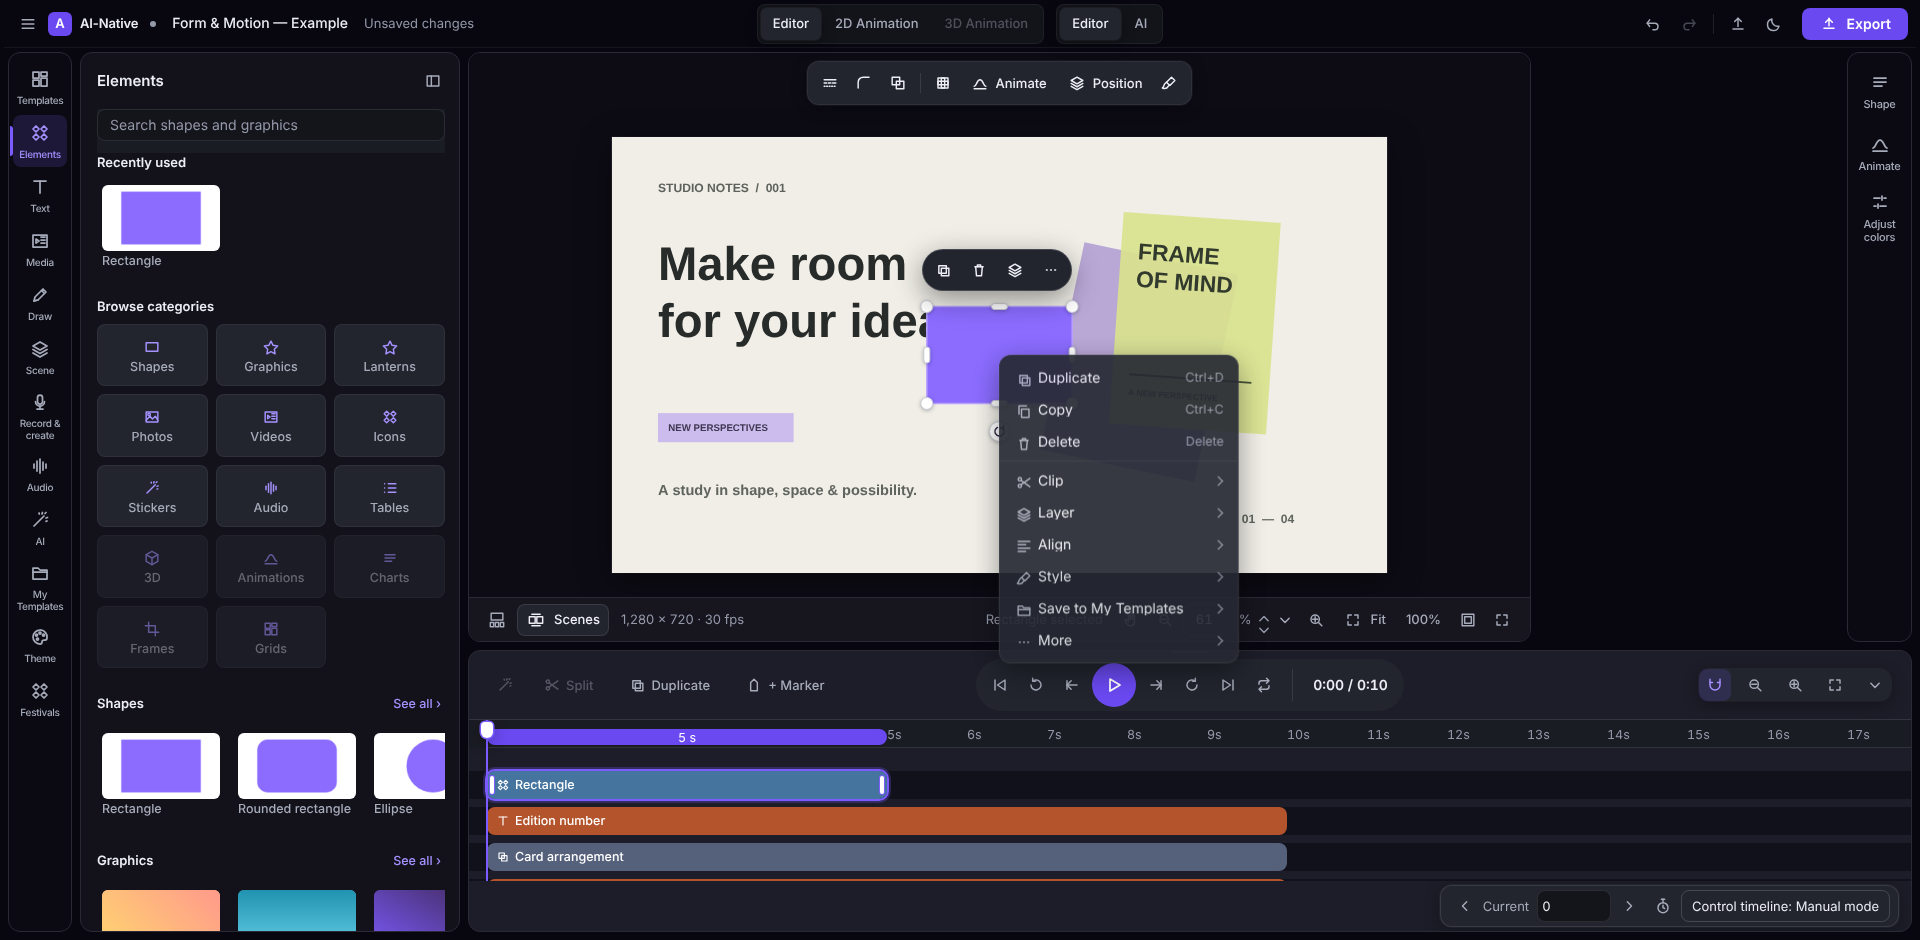 A AI-Native Form & Motion — Example Unsaved changes Editor 2D Animation 3D Animation Editor AI Export
Templates
Elements
Text
Media
Draw
Scene
Record &
create
Audio
AI
My
Templates
Theme
Festivals
Elements
Search shapes and graphics
Recently used
Rectangle
Browse categories
Shapes Graphics Lanterns
Photos Videos Icons
Stickers Audio Tables
3D Animations Charts
Frames Grids
Shapes See all ›
Rectangle Rounded rectangle Ellipse
Graphics See all ›
Animate Position
STUDIO NOTES / 001
Make room
for your idea
NEW PERSPECTIVES
A study in shape, space & possibility.
FRAME
OF MIND
A NEW PERSPECTIVE
01 — 04
Duplicate Ctrl+D
Copy Ctrl+C
Delete Delete
Clip
Layer
Align
Style
Save to My Templates
More
Scenes 1,280 × 720 · 30 fps Rectangle selected 61 % Fit 100%
Shape
Animate
Adjust
colors
Split Duplicate + Marker 0:00 / 0:10
5 s 5s 6s 7s 8s 9s 10s 11s 12s 13s 14s 15s 16s 17s
Rectangle
Edition number
Card arrangement
Current 0 Control timeline: Manual mode